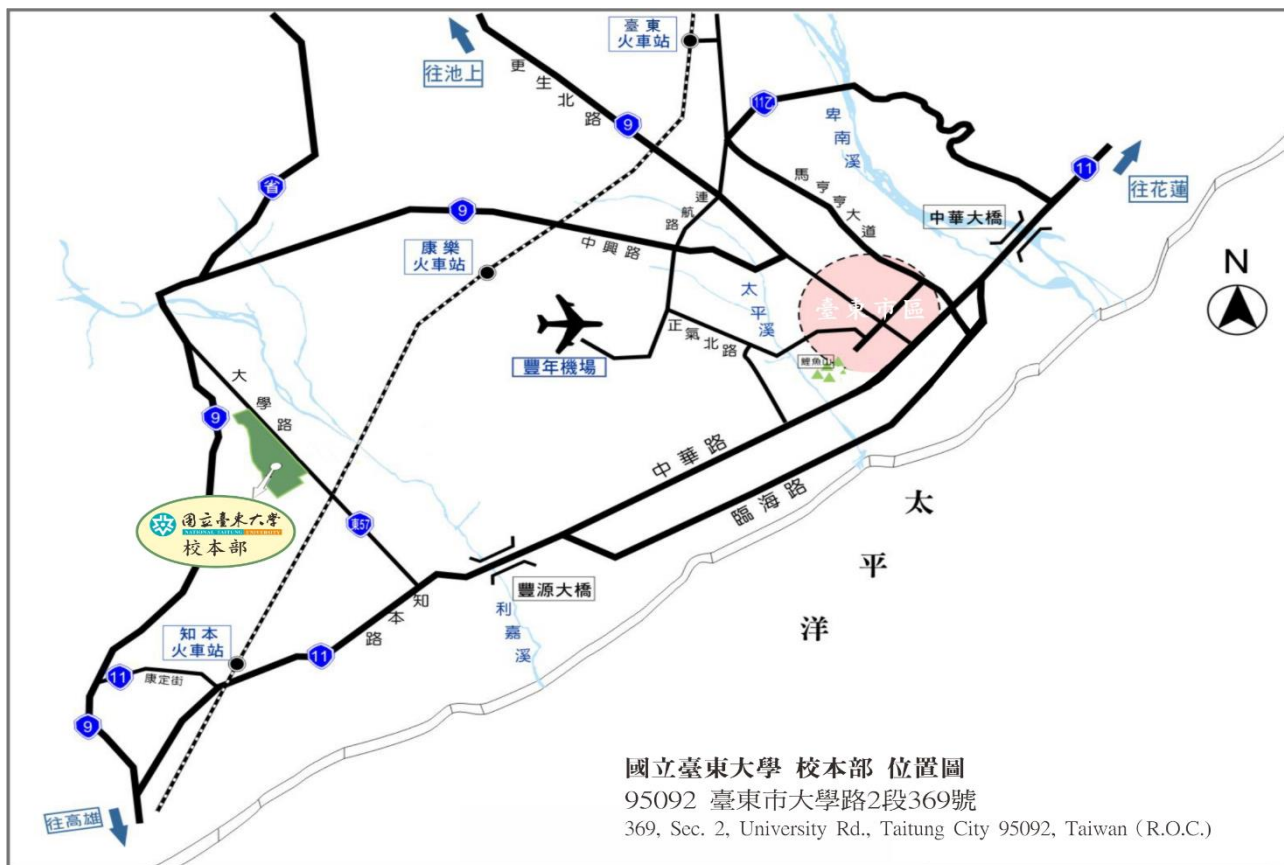 臺東
火車站
往池上
更生北路
9
11乙
卑南溪
11
往花蓮
馬亨亨大道
中華大橋
省
9
連航路
中興路
康樂
火車站
N
太平溪
臺東市區
正氣北路
豐年機場
鯉魚山
大學路
9
中華路
臨海路
太平洋
國立臺東大學
NATIONAL TAITUNG UNIVERSITY
校本部
東57
豐源大橋
知本路
利嘉溪
知本
火車站
11
11
康定街
9
往高雄
國立臺東大學 校本部 位置圖
95092 臺東市大學路2段369號
369, Sec. 2, University Rd., Taitung City 95092, Taiwan (R.O.C.)